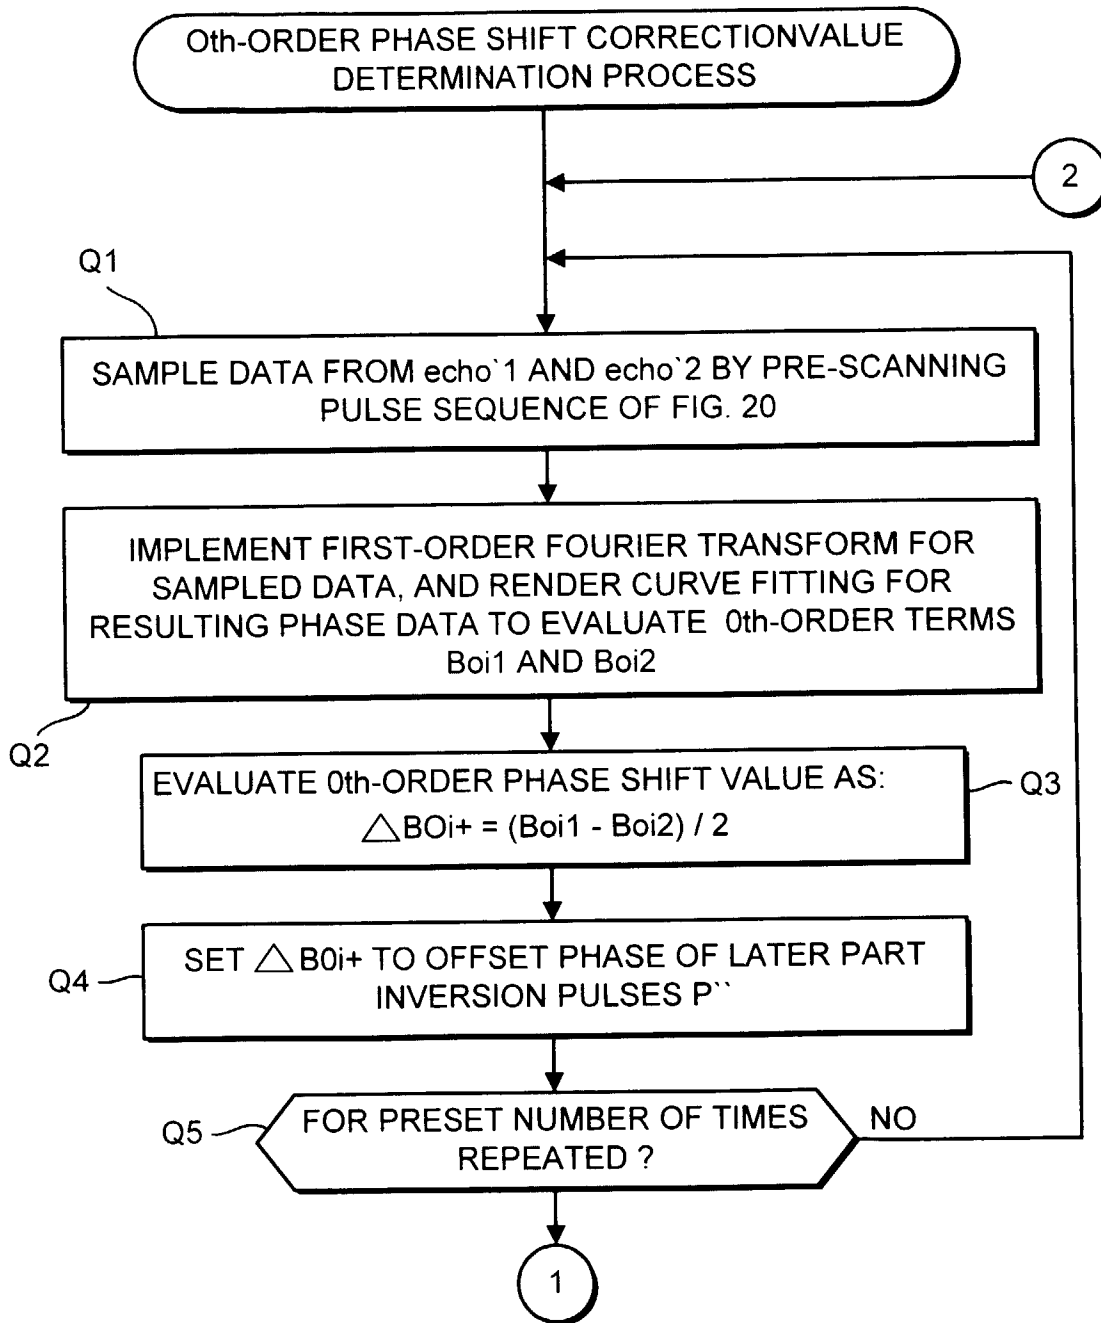 Oth-ORDER PHASE SHIFT CORRECTIONVALUE
DETERMINATION PROCESS
2
Q1
SAMPLE DATA FROM echo`1 AND echo`2 BY PRE-SCANNING
PULSE SEQUENCE OF FIG. 20
IMPLEMENT FIRST-ORDER FOURIER TRANSFORM FOR
SAMPLED DATA, AND RENDER CURVE FITTING FOR
RESULTING PHASE DATA TO EVALUATE 0th-ORDER TERMS
Boi1 AND Boi2
Q2
EVALUATE 0th-ORDER PHASE SHIFT VALUE AS:
△BOi+ = (Boi1 - Boi2) / 2
Q3
SET △B0i+ TO OFFSET PHASE OF LATER PART
INVERSION PULSES P``
Q4
FOR PRESET NUMBER OF TIMES
REPEATED ?
Q5
NO
1